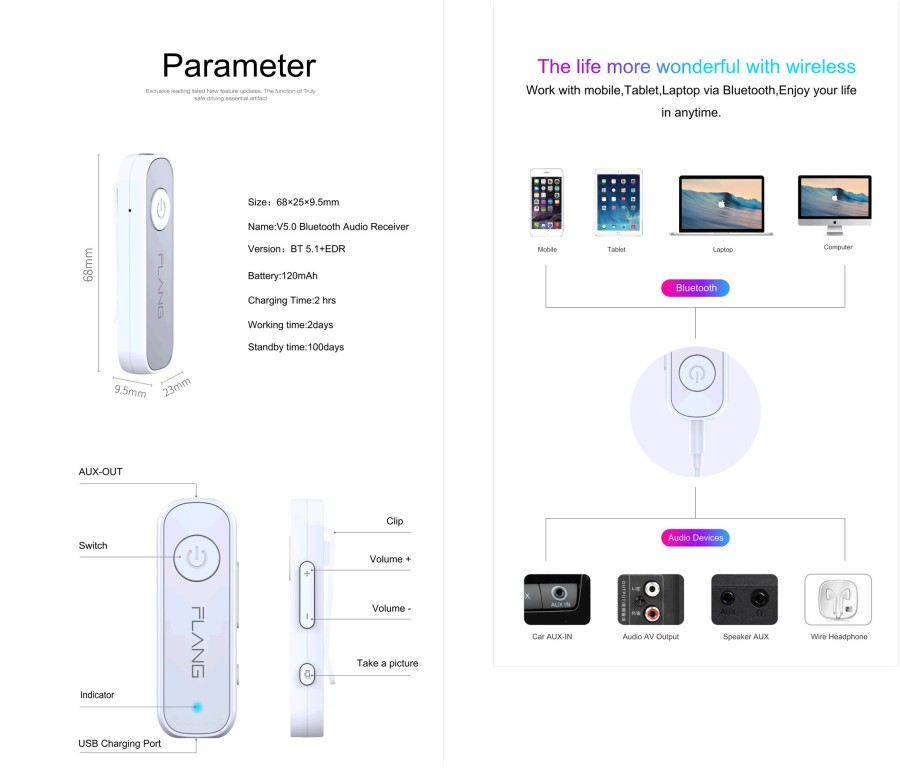 Parameter
Exclusive leading listed New feature updates, The function of Truly
safe driving essential artifact
68mm
9.5mm
23mm
FLANG
Size：68×25×9.5mm
Name:V5.0 Bluetooth Audio Receiver
Version：BT 5.1+EDR
Battery:120mAh
Charging Time:2 hrs
Working time:2days
Standby time:100days
AUX-OUT
Switch
FLANG
Indicator
USB Charging Port
Clip
Volume +
+
Volume -
-
Take a picture
The life more wonderful with wireless
Work with mobile,Tablet,Laptop via Bluetooth,Enjoy your life
in anytime.
Mobile
Tablet
Laptop
Computer
Bluetooth
Audio Devices
X
AUX IN
OUTPUT
R/W
AUX
Car AUX-IN
Audio AV Output
Speaker AUX
Wire Headphone